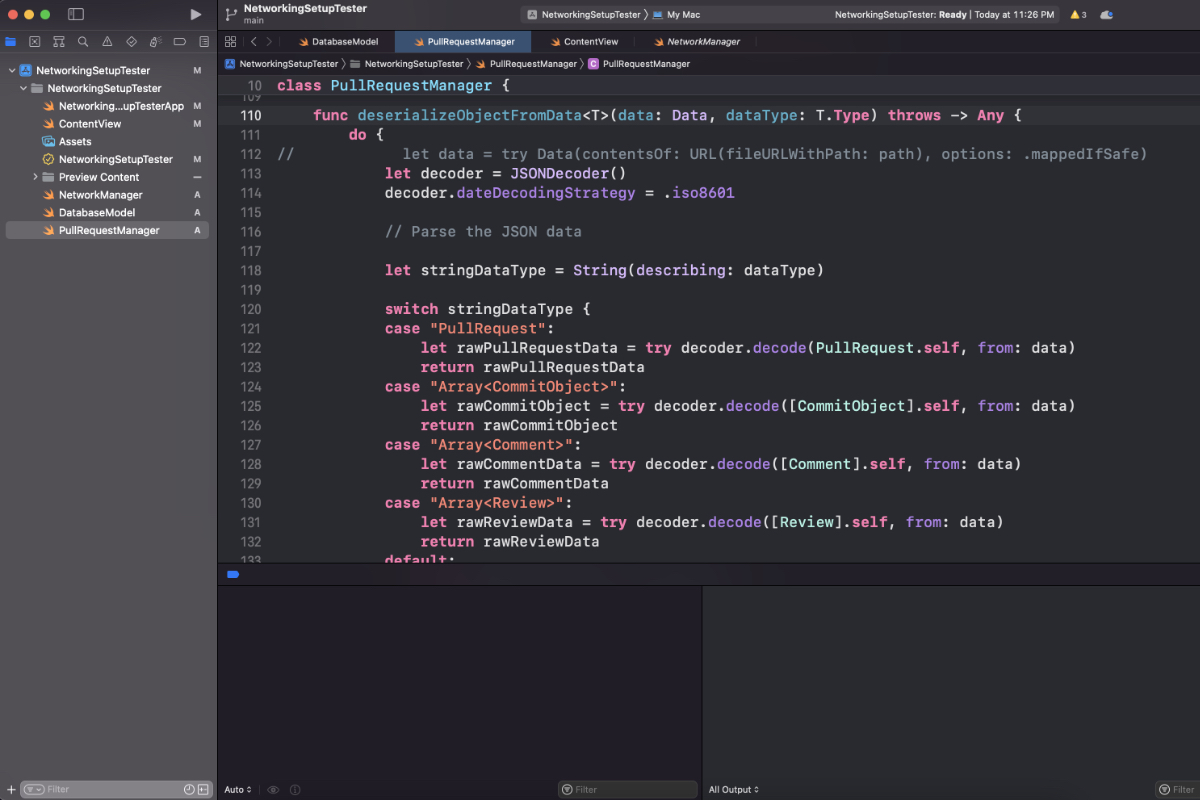 NetworkingSetupTester
main
NetworkingSetupTester 〉 My Mac
NetworkingSetupTester: Ready | Today at 11:26 PM
3
DatabaseModel
PullRequestManager
ContentView
NetworkManager
NetworkingSetupTester 〉 NetworkingSetupTester 〉 PullRequestManager 〉 C PullRequestManager
NetworkingSetupTester M
NetworkingSetupTester
Networking...upTesterApp M
ContentView M
Assets
NetworkingSetupTester M
Preview Content
NetworkManager A
DatabaseModel A
PullRequestManager A
10 class PullRequestManager {
109
110 func deserializeObjectFromData<T>(data: Data, dataType: T.Type) throws -> Any {
111 do {
112 // let data = try Data(contentsOf: URL(fileURLWithPath: path), options: .mappedIfSafe)
113 let decoder = JSONDecoder()
114 decoder.dateDecodingStrategy = .iso8601
115
116 // Parse the JSON data
117
118 let stringDataType = String(describing: dataType)
119
120 switch stringDataType {
121 case "PullRequest":
122 let rawPullRequestData = try decoder.decode(PullRequest.self, from: data)
123 return rawPullRequestData
124 case "Array<CommitObject>":
125 let rawCommitObject = try decoder.decode([CommitObject].self, from: data)
126 return rawCommitObject
127 case "Array<Comment>":
128 let rawCommentData = try decoder.decode([Comment].self, from: data)
129 return rawCommentData
130 case "Array<Review>":
131 let rawReviewData = try decoder.decode([Review].self, from: data)
132 return rawReviewData
133 default:
Filter
Auto
Filter
All Output
Filter